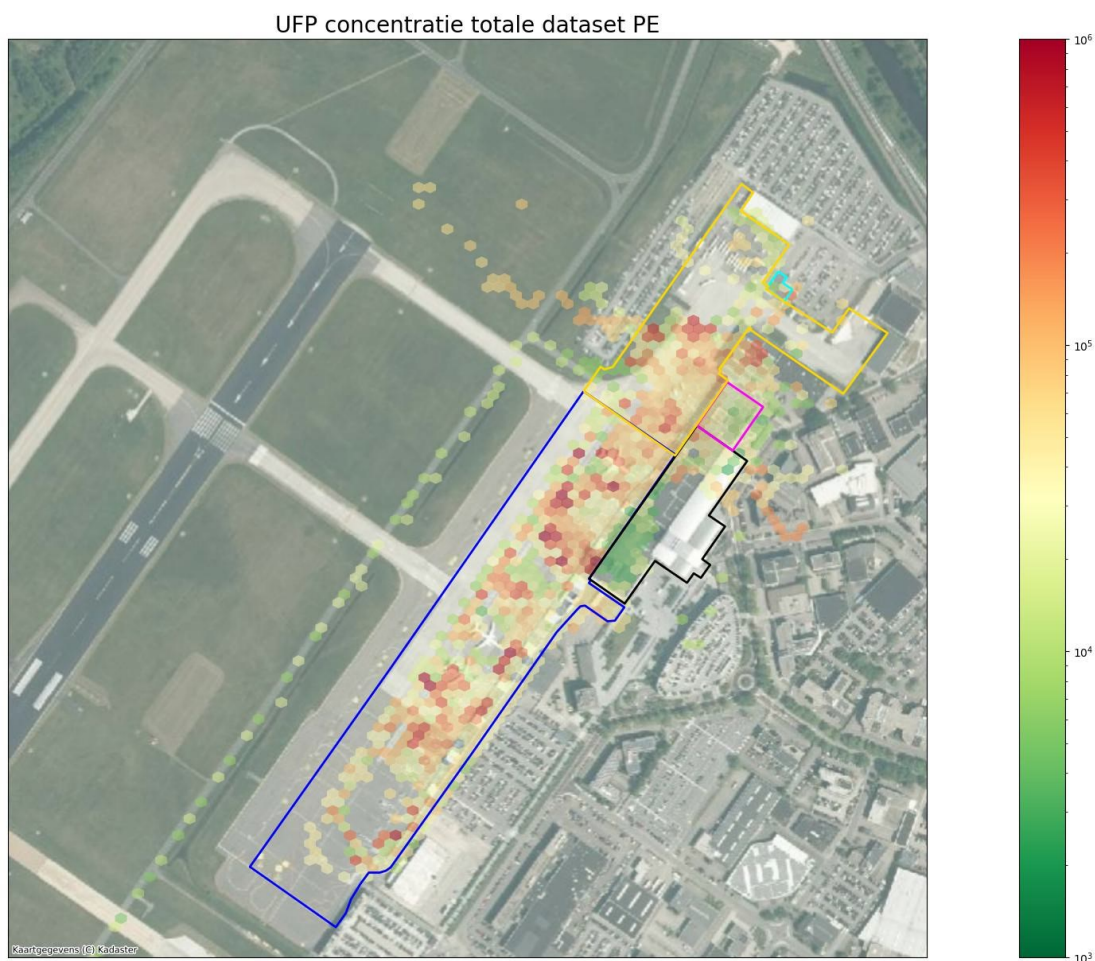 UFP concentratie totale dataset PE
10⁶
10⁵
10⁴
10³
Kaartgegevens (C) Kadaster